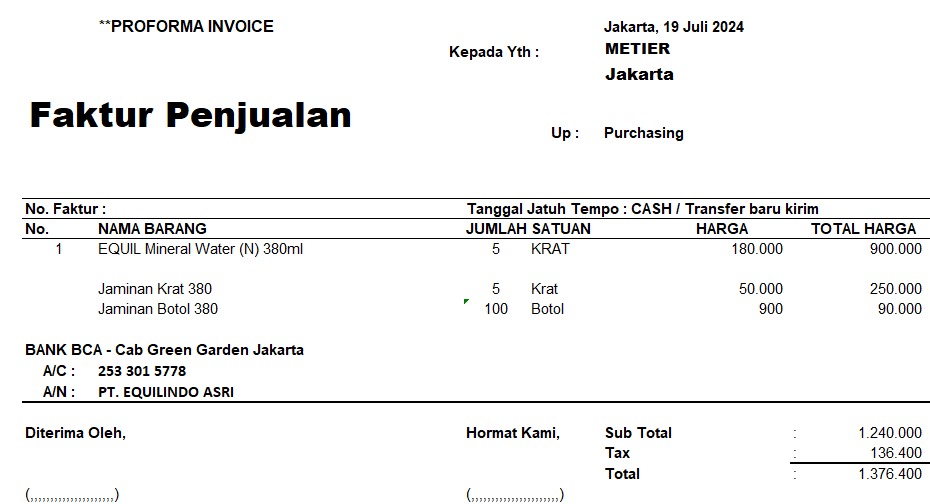 **PROFORMA INVOICE Jakarta, 19 Juli 2024
Kepada Yth : METIER
Jakarta
Faktur Penjualan
Up : Purchasing
No. Faktur : Tanggal Jatuh Tempo : CASH / Transfer baru kirim
No. NAMA BARANG JUMLAH SATUAN HARGA TOTAL HARGA
1 EQUIL Mineral Water (N) 380ml 5 KRAT 180.000 900.000
Jaminan Krat 380 5 Krat 50.000 250.000
Jaminan Botol 380 100 Botol 900 90.000
BANK BCA - Cab Green Garden Jakarta
A/C : 253 301 5778
A/N : PT. EQUILINDO ASRI
Diterima Oleh, Hormat Kami, Sub Total : 1.240.000
Tax : 136.400
Total : 1.376.400
(,,,,,,,,,,,,,,,,,,,,,) (,,,,,,,,,,,,,,,,,,,,,,,)